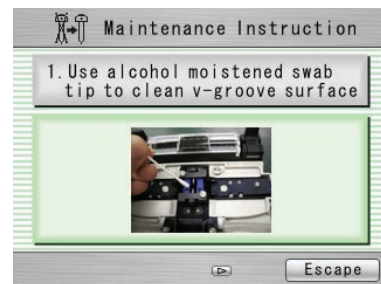 Maintenance Instruction
1. Use alcohol moistened swab
tip to clean v-groove surface
Escape